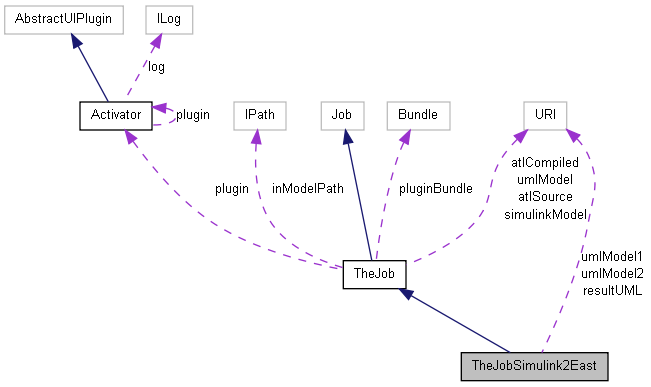 AbstractUIPlugin
ILog
log
Activator
plugin
IPath
Job
Bundle
URI
plugin
inModelPath
pluginBundle
atlCompiled
umlModel
atlSource
simulinkModel
TheJob
umlModel1
umlModel2
resultUML
TheJobSimulink2East